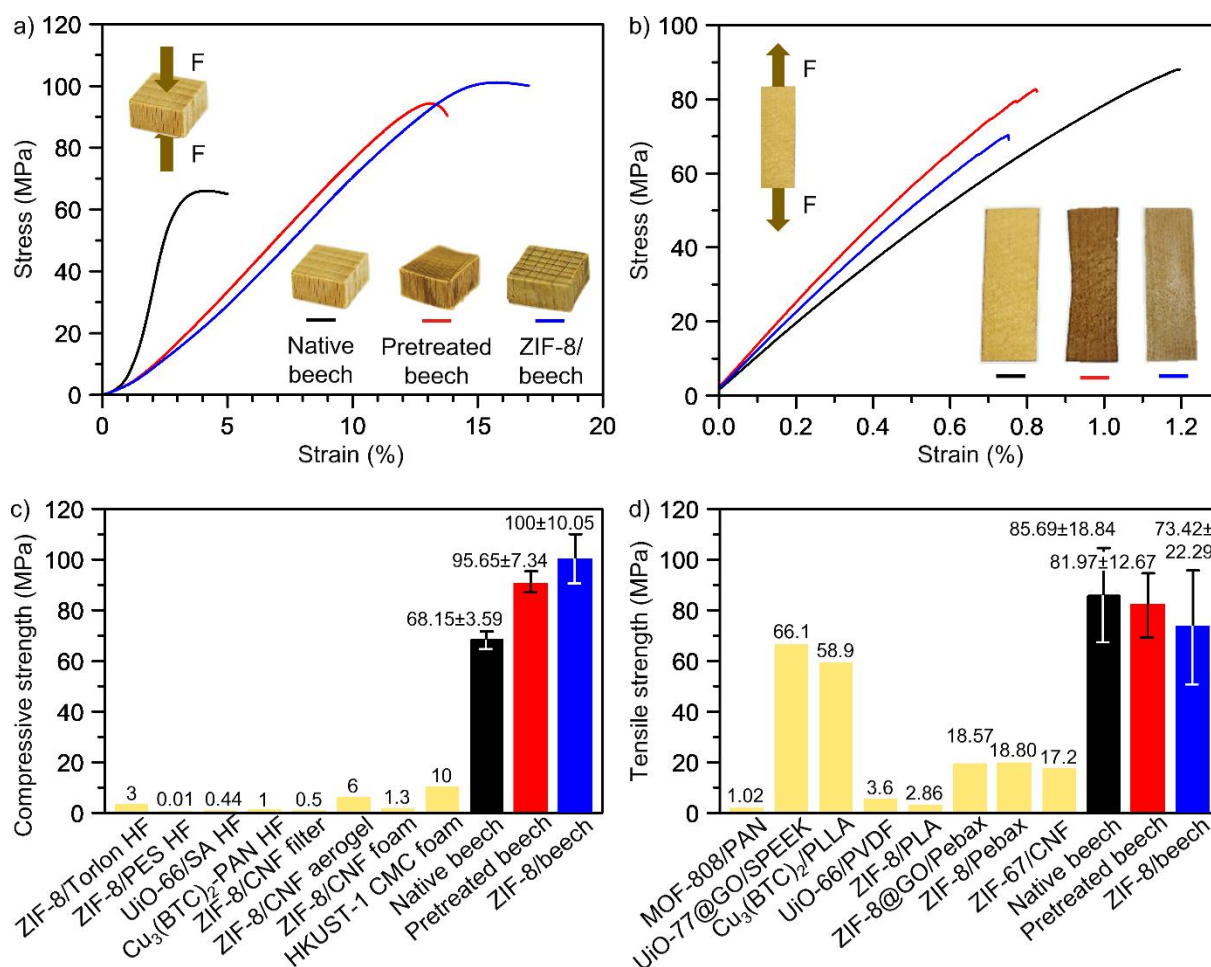 a)
120
100
80
60
40
20
0
Stress (MPa)
F
F
Native
beech
Pretreated
beech
ZIF-8/
beech
0
5
10
15
20
Strain (%)
b)
100
80
60
40
20
0
Stress (MPa)
F
F
0.0
0.2
0.4
0.6
0.8
1.0
1.2
Strain (%)
c)
120
100
80
60
40
20
0
Compressive strength (MPa)
3
0.01
0.44
1
0.5
6
1.3
10
68.15±3.59
95.65±7.34
100±10.05
ZIF-8/Torlon HF
ZIF-8/PES HF
UiO-66/SA HF
Cu₃(BTC)₂-PAN HF
ZIF-8/CNF filter
ZIF-8/CNF aerogel
ZIF-8/CNF foam
HKUST-1 CMC foam
Native beech
Pretreated beech
ZIF-8/beech
d)
120
100
80
60
40
20
0
Tensile strength (MPa)
1.02
66.1
58.9
3.6
2.86
18.57
18.80
17.2
85.69±18.84
81.97±12.67
73.42±
22.29
MOF-808/PAN
UiO-77@GO/SPEEK
Cu₃(BTC)₂/PLLA
UiO-66/PVDF
ZIF-8/PLA
ZIF-8@GO/Pebax
ZIF-8/Pebax
ZIF-67/CNF
Native beech
Pretreated beech
ZIF-8/beech